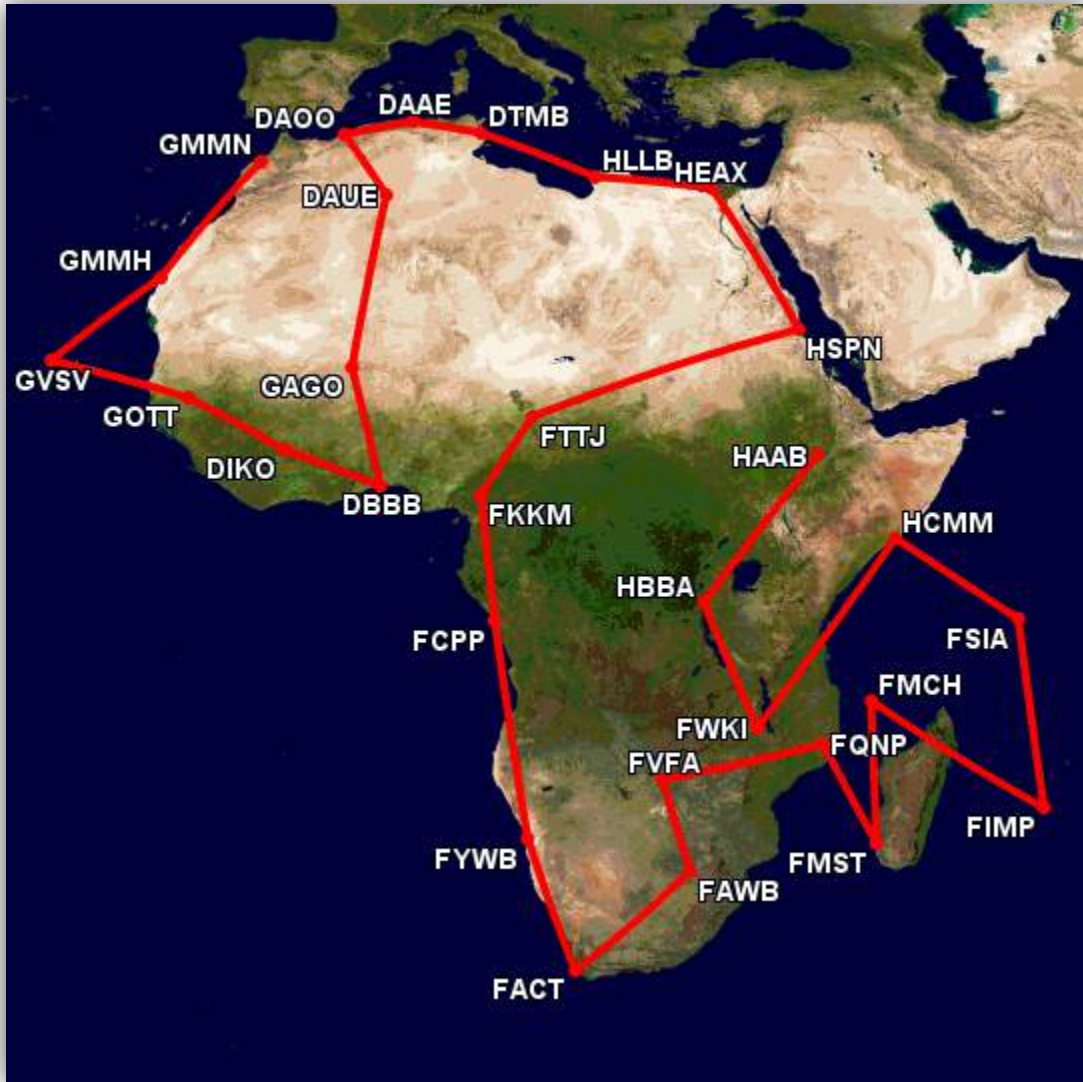 DAAE
DTMB
DAOO
GMMN
HLLB
HEAX
DAUE
GMMH
HSPN
GVSV
GAGO
GOTT
FTTJ
HAAB
DIKO
DBBB
FKKM
HCMM
HBBA
FCPP
FSIA
FMCH
FWKI
FQNP
FVFA
FIMP
FYWB
FMST
FAWB
FACT